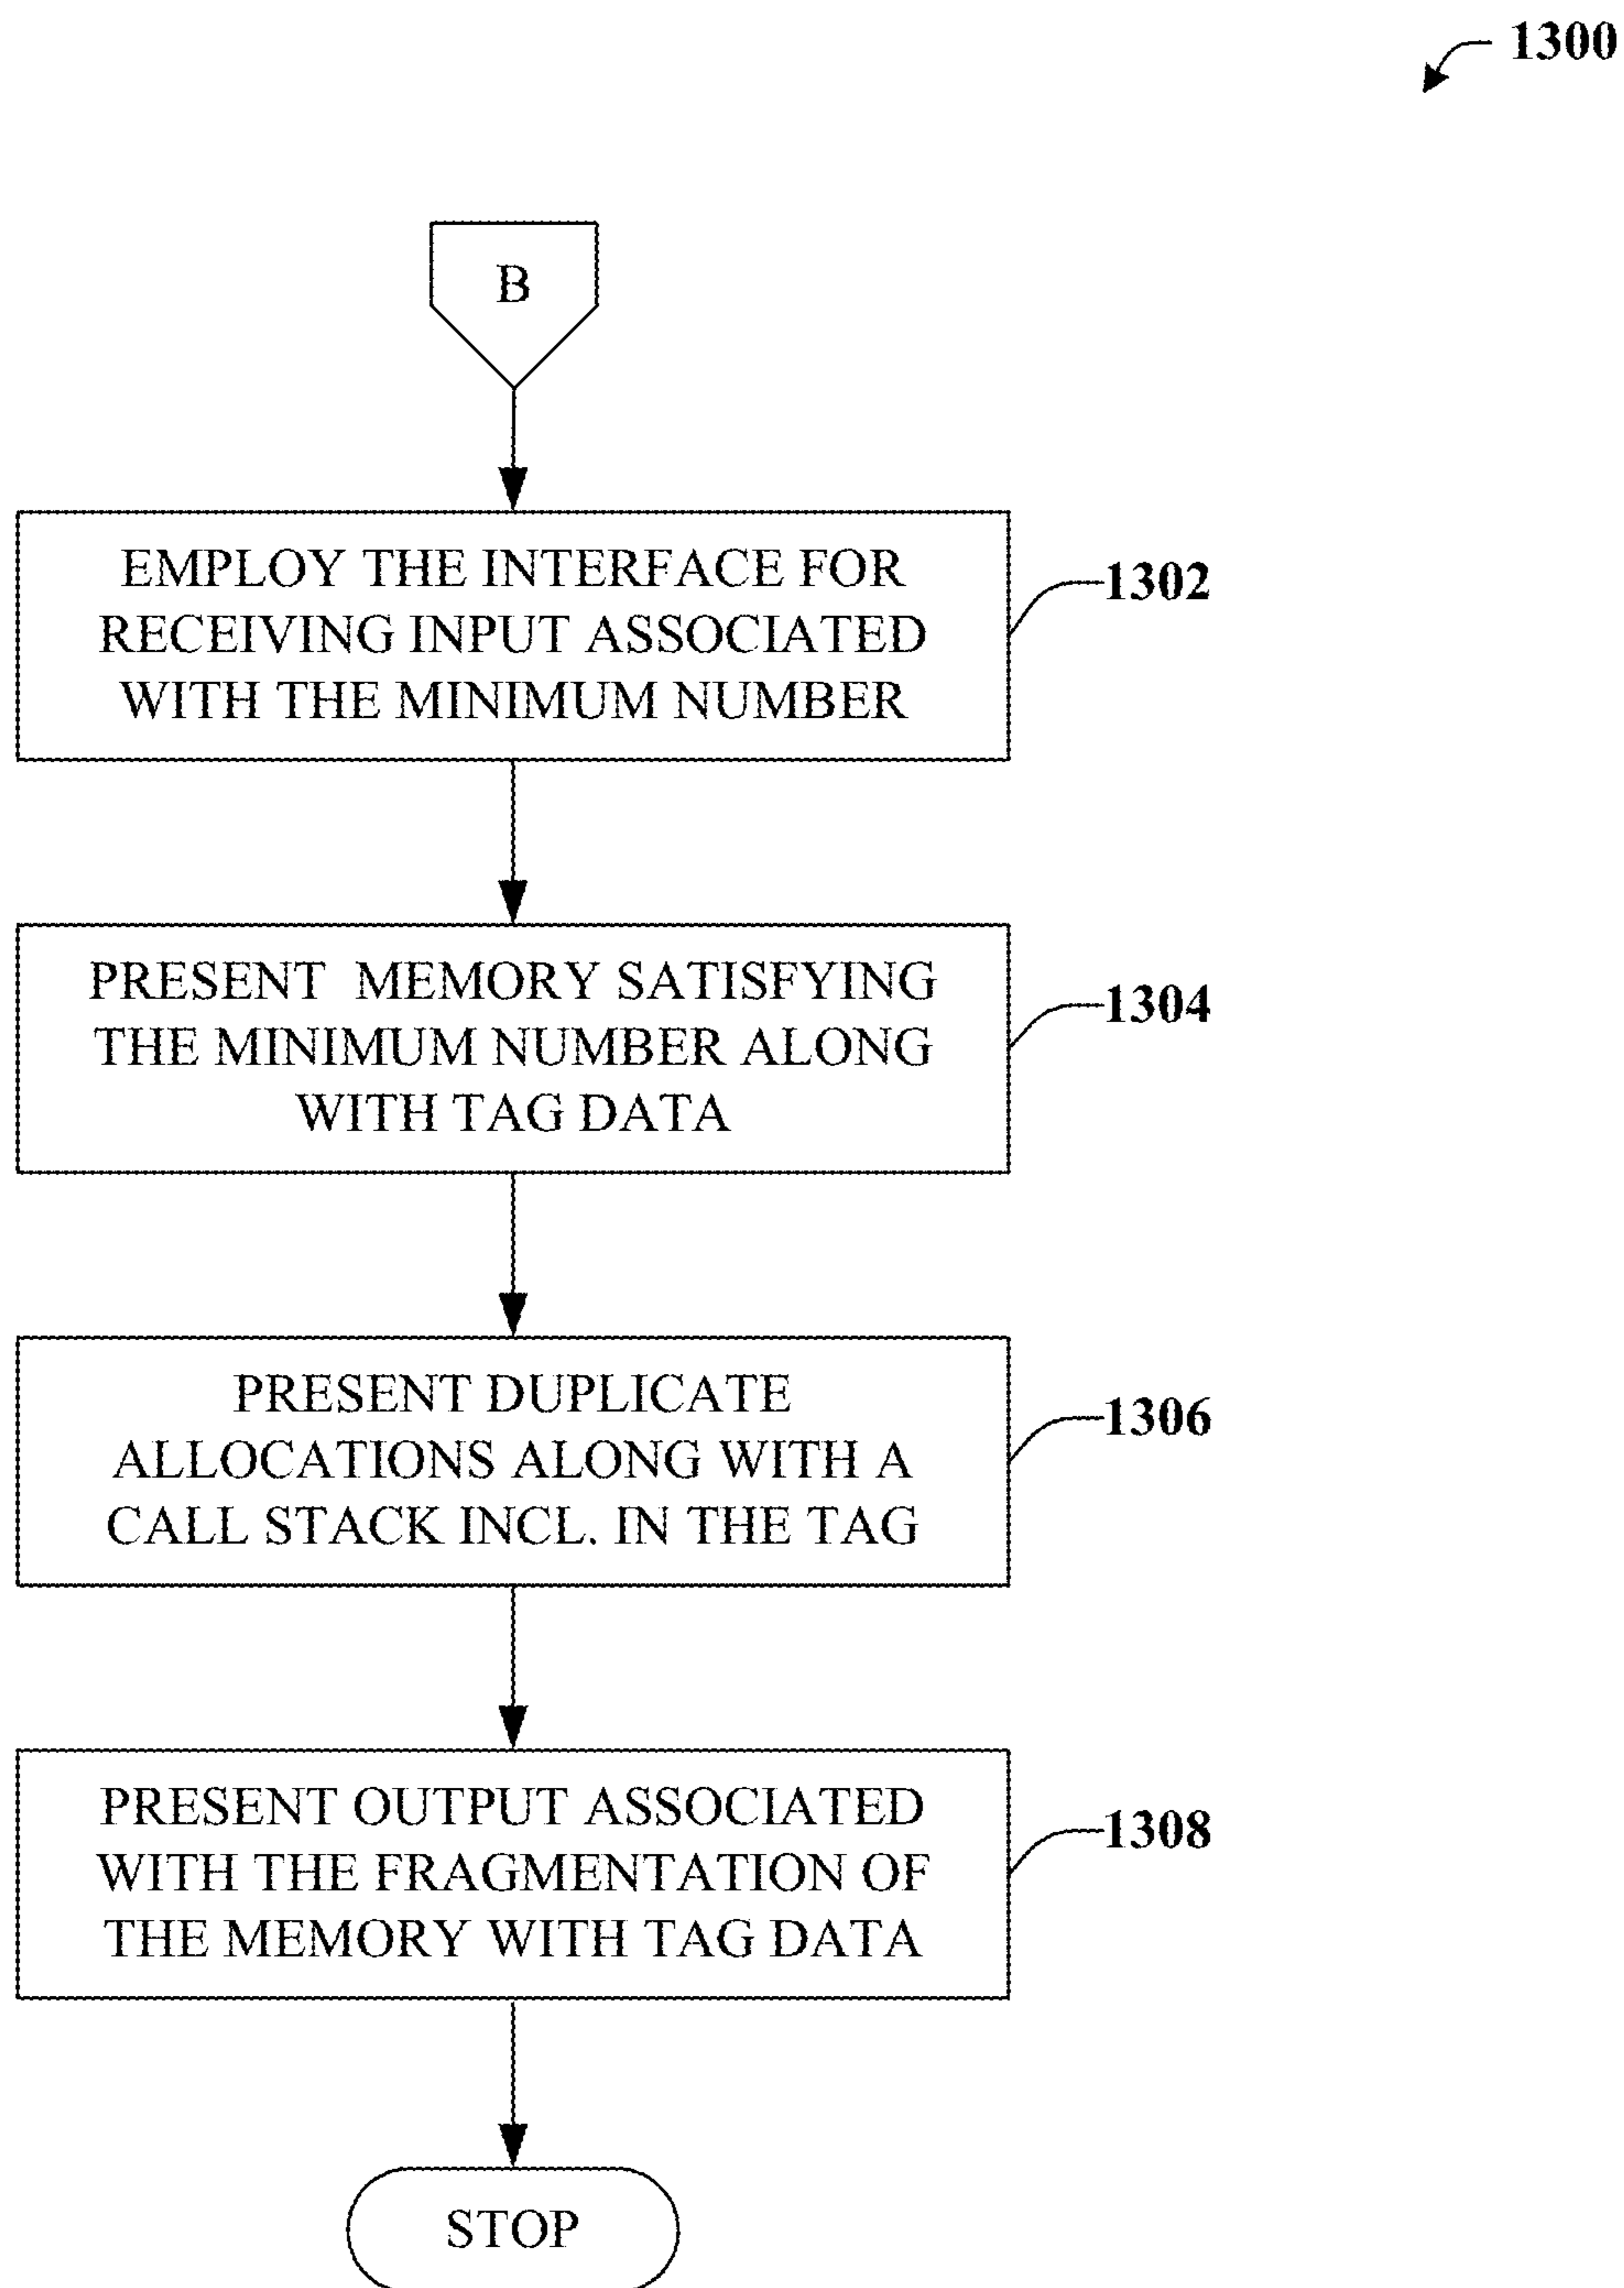 1300
B
EMPLOY THE INTERFACE FOR
RECEIVING INPUT ASSOCIATED
WITH THE MINIMUM NUMBER
1302
PRESENT MEMORY SATISFYING
THE MINIMUM NUMBER ALONG
WITH TAG DATA
1304
PRESENT DUPLICATE
ALLOCATIONS ALONG WITH A
CALL STACK INCL. IN THE TAG
1306
PRESENT OUTPUT ASSOCIATED
WITH THE FRAGMENTATION OF
THE MEMORY WITH TAG DATA
1308
STOP